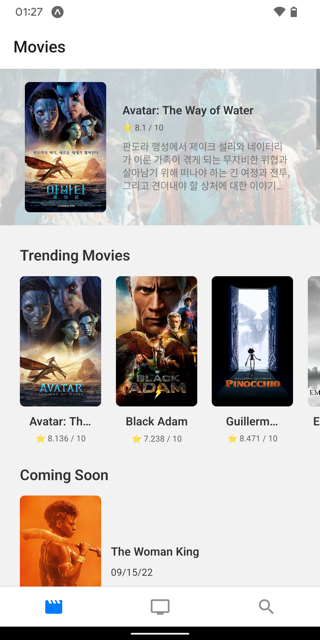 01:27
Movies
Avatar: The Way of Water
⭐ 8.1 / 10
판도라 행성에서 제이크 설리와 네이티리
가 이룬 가족이 겪게 되는 무자비한 위협과
살아남기 위해 떠나야 하는 긴 여정과 전투,
그리고 견뎌내야 할 상처에 대한 이야기...
아바타
Trending Movies
AVATAR
BLACK
ADAM
PINOCCHIO
EM
Avatar: Th...
Black Adam
Guillerm...
E
⭐ 8.136 / 10
⭐ 7.238 / 10
⭐ 8.471 / 10
Coming Soon
The Woman King
09/15/22